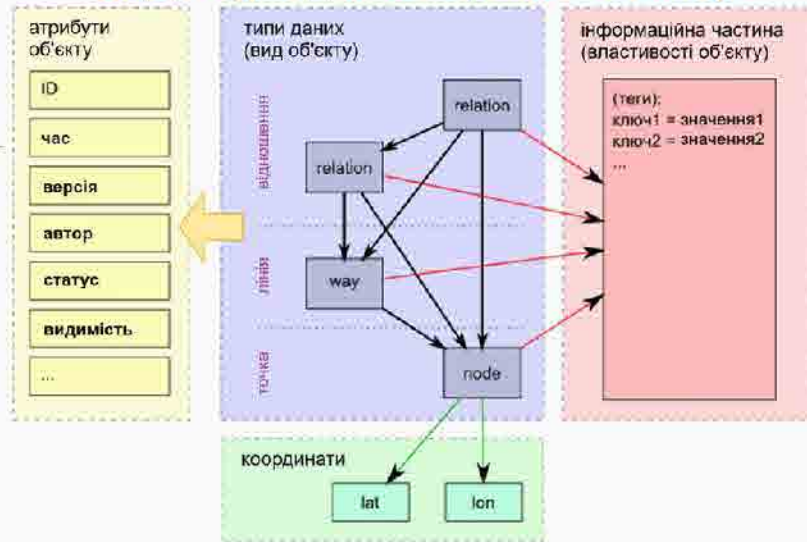 атрибути
об'єкту
ID
час
версія
автор
статус
видимість
...
типи даних
(вид об'єкту)
відношення
relation
relation
лінія
way
точка
node
інформаційна частина
(властивості об'єкту)
(теги):
ключ1 = значення1
ключ2 = значення2
...
координати
lat
lon